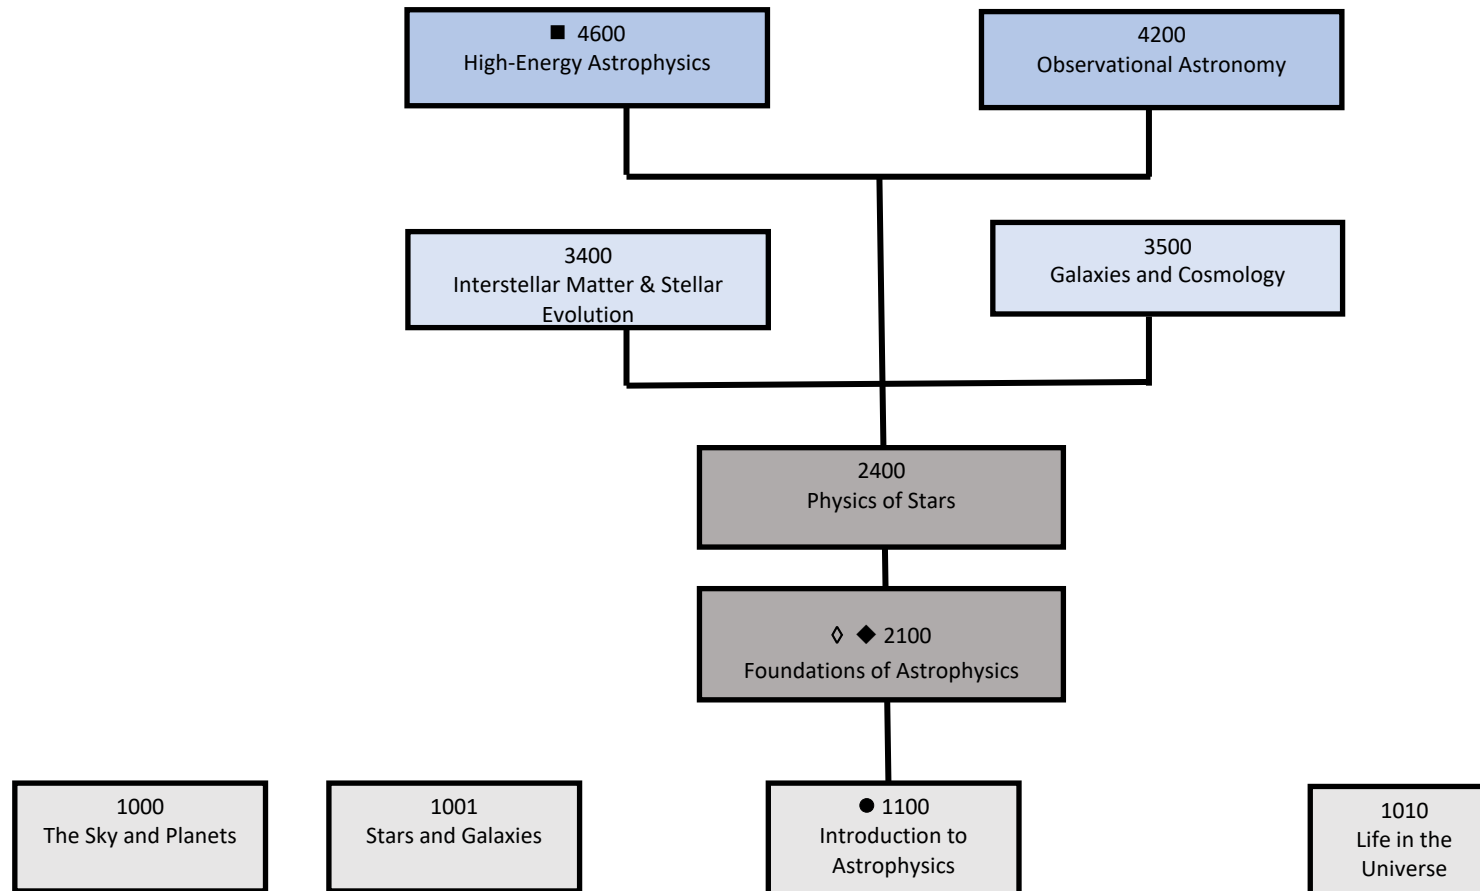 ■ 4600
High-Energy Astrophysics
4200
Observational Astronomy
3400
Interstellar Matter & Stellar
Evolution
3500
Galaxies and Cosmology
2400
Physics of Stars
◊ ◆ 2100
Foundations of Astrophysics
1000
The Sky and Planets
1001
Stars and Galaxies
● 1100
Introduction to
Astrophysics
1010
Life in the
Universe